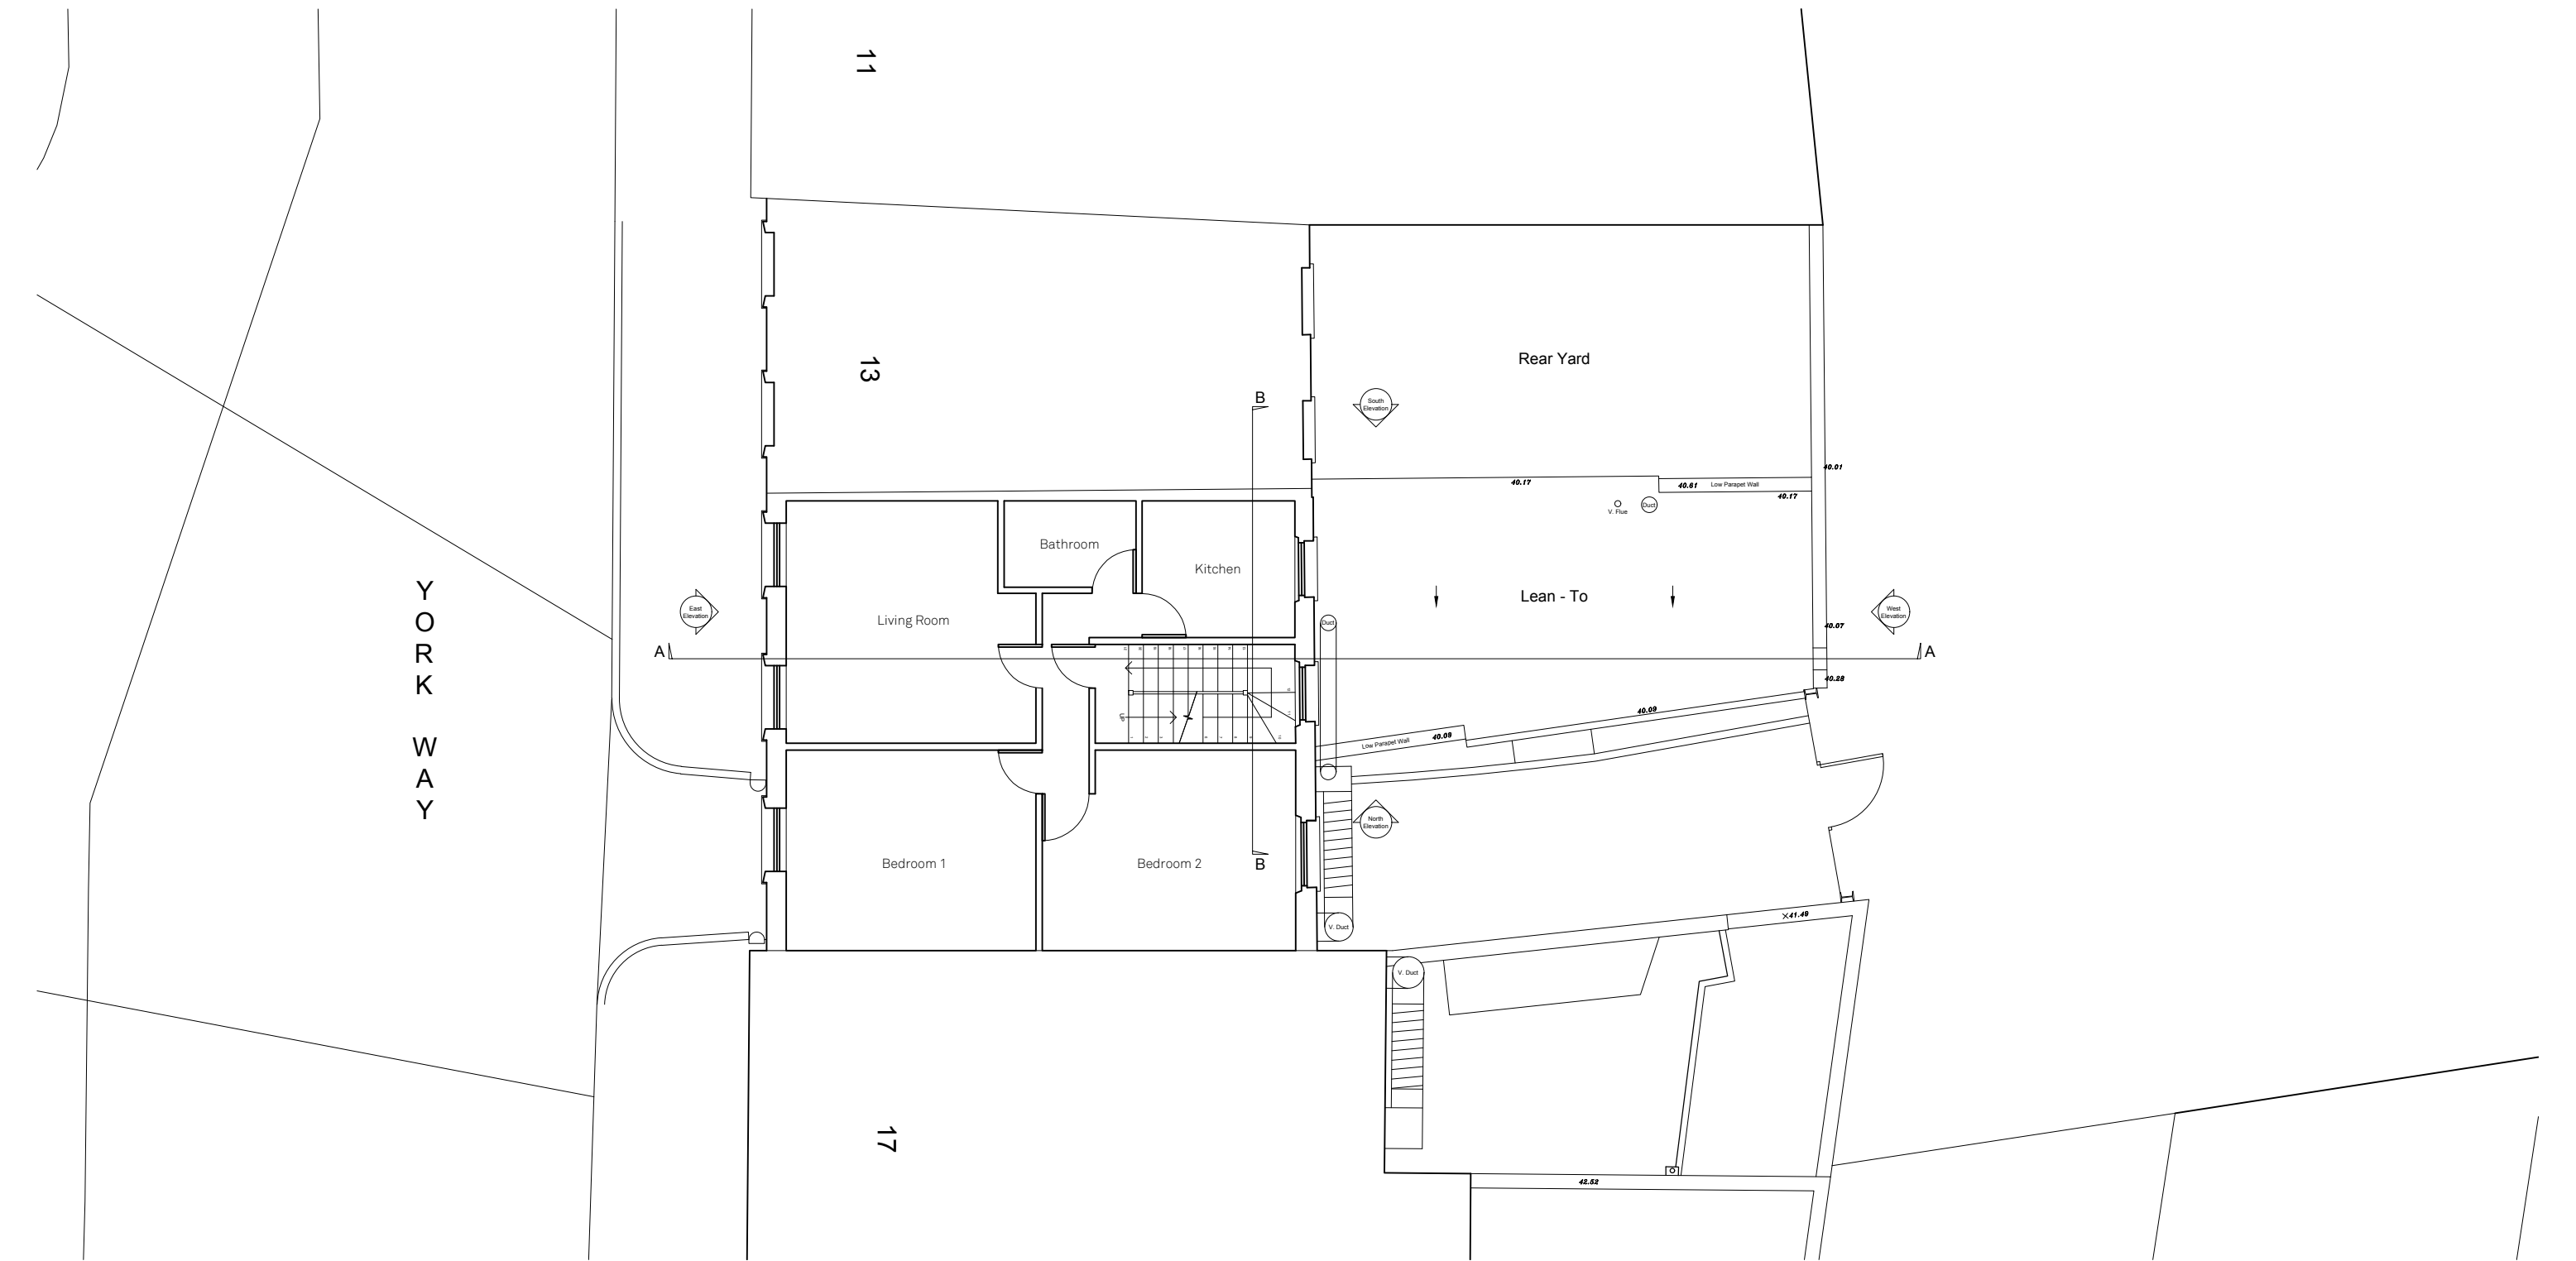 11
13
Rear Yard
B
South
Elevation
40.01
40.17
40.61
Low Parapet Wall
40.17
V. Flue
Duct
Bathroom
Kitchen
Living Room
YORK WAY
East
Elevation
Lean - To
West
Elevation
Duct
40.07
A
A
40.28
UP
40.09
Low Parapet Wall
40.08
North
Elevation
Bedroom 1
Bedroom 2
B
41.49
V. Duct
V. Duct
17
42.52